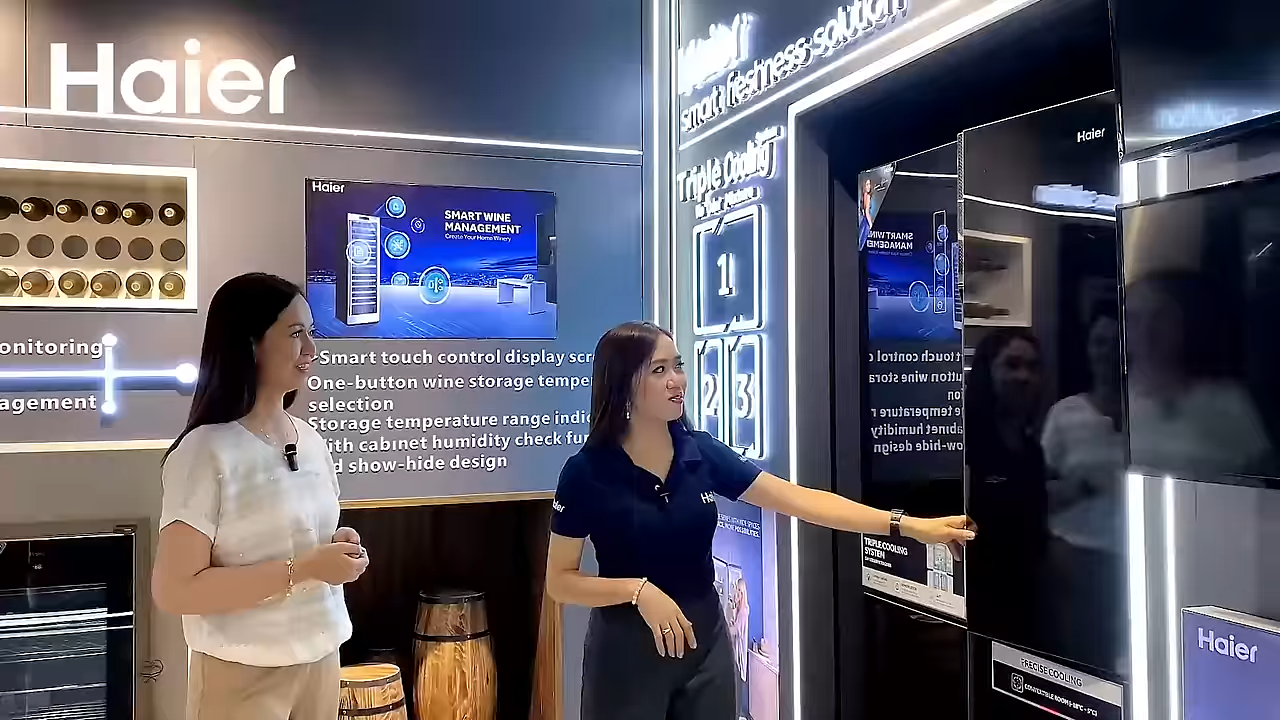 Haier
Haier
smart freshness solution
Triple Cooling
System
Haier
SMART WINE
MANAGEMENT
Create Your Home Winery
1
2
3
onitoring
agement
Smart touch control display scr
One-button wine storage tempe
selection
Storage temperature range indi
ith cabinet humidity check fu
d show-hide design
Haier
TRIPLE COOLING
SYSTEM
PRECISE COOLING
Haier